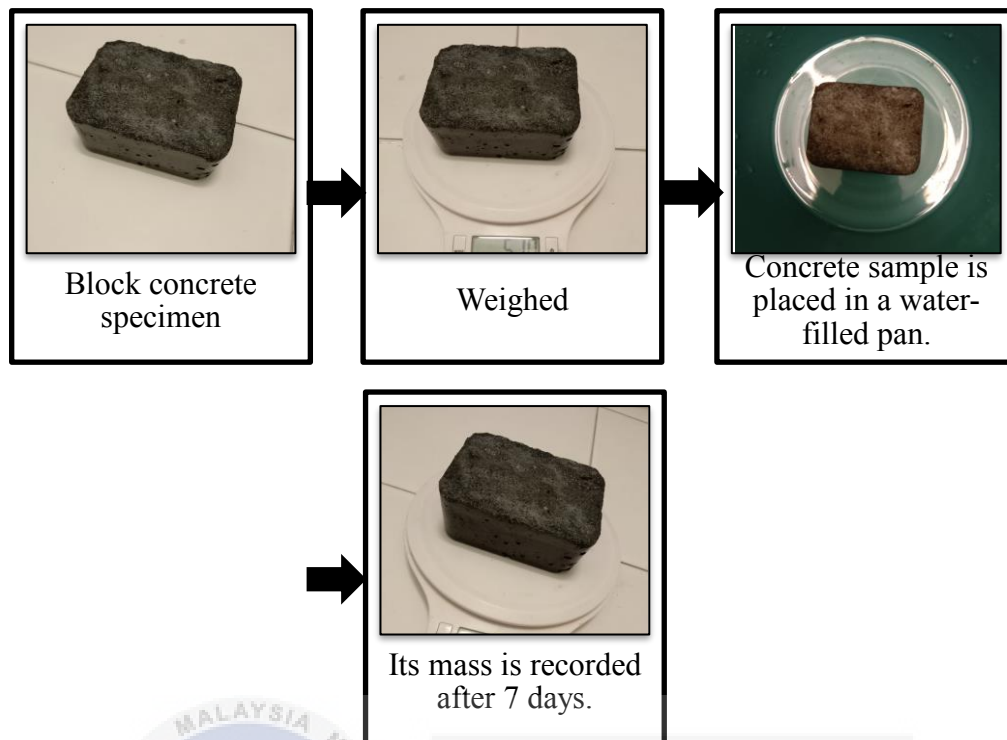 Block concrete
specimen
Weighed
Concrete sample is
placed in a water-
filled pan.
Its mass is recorded
after 7 days.
MALAYSIA